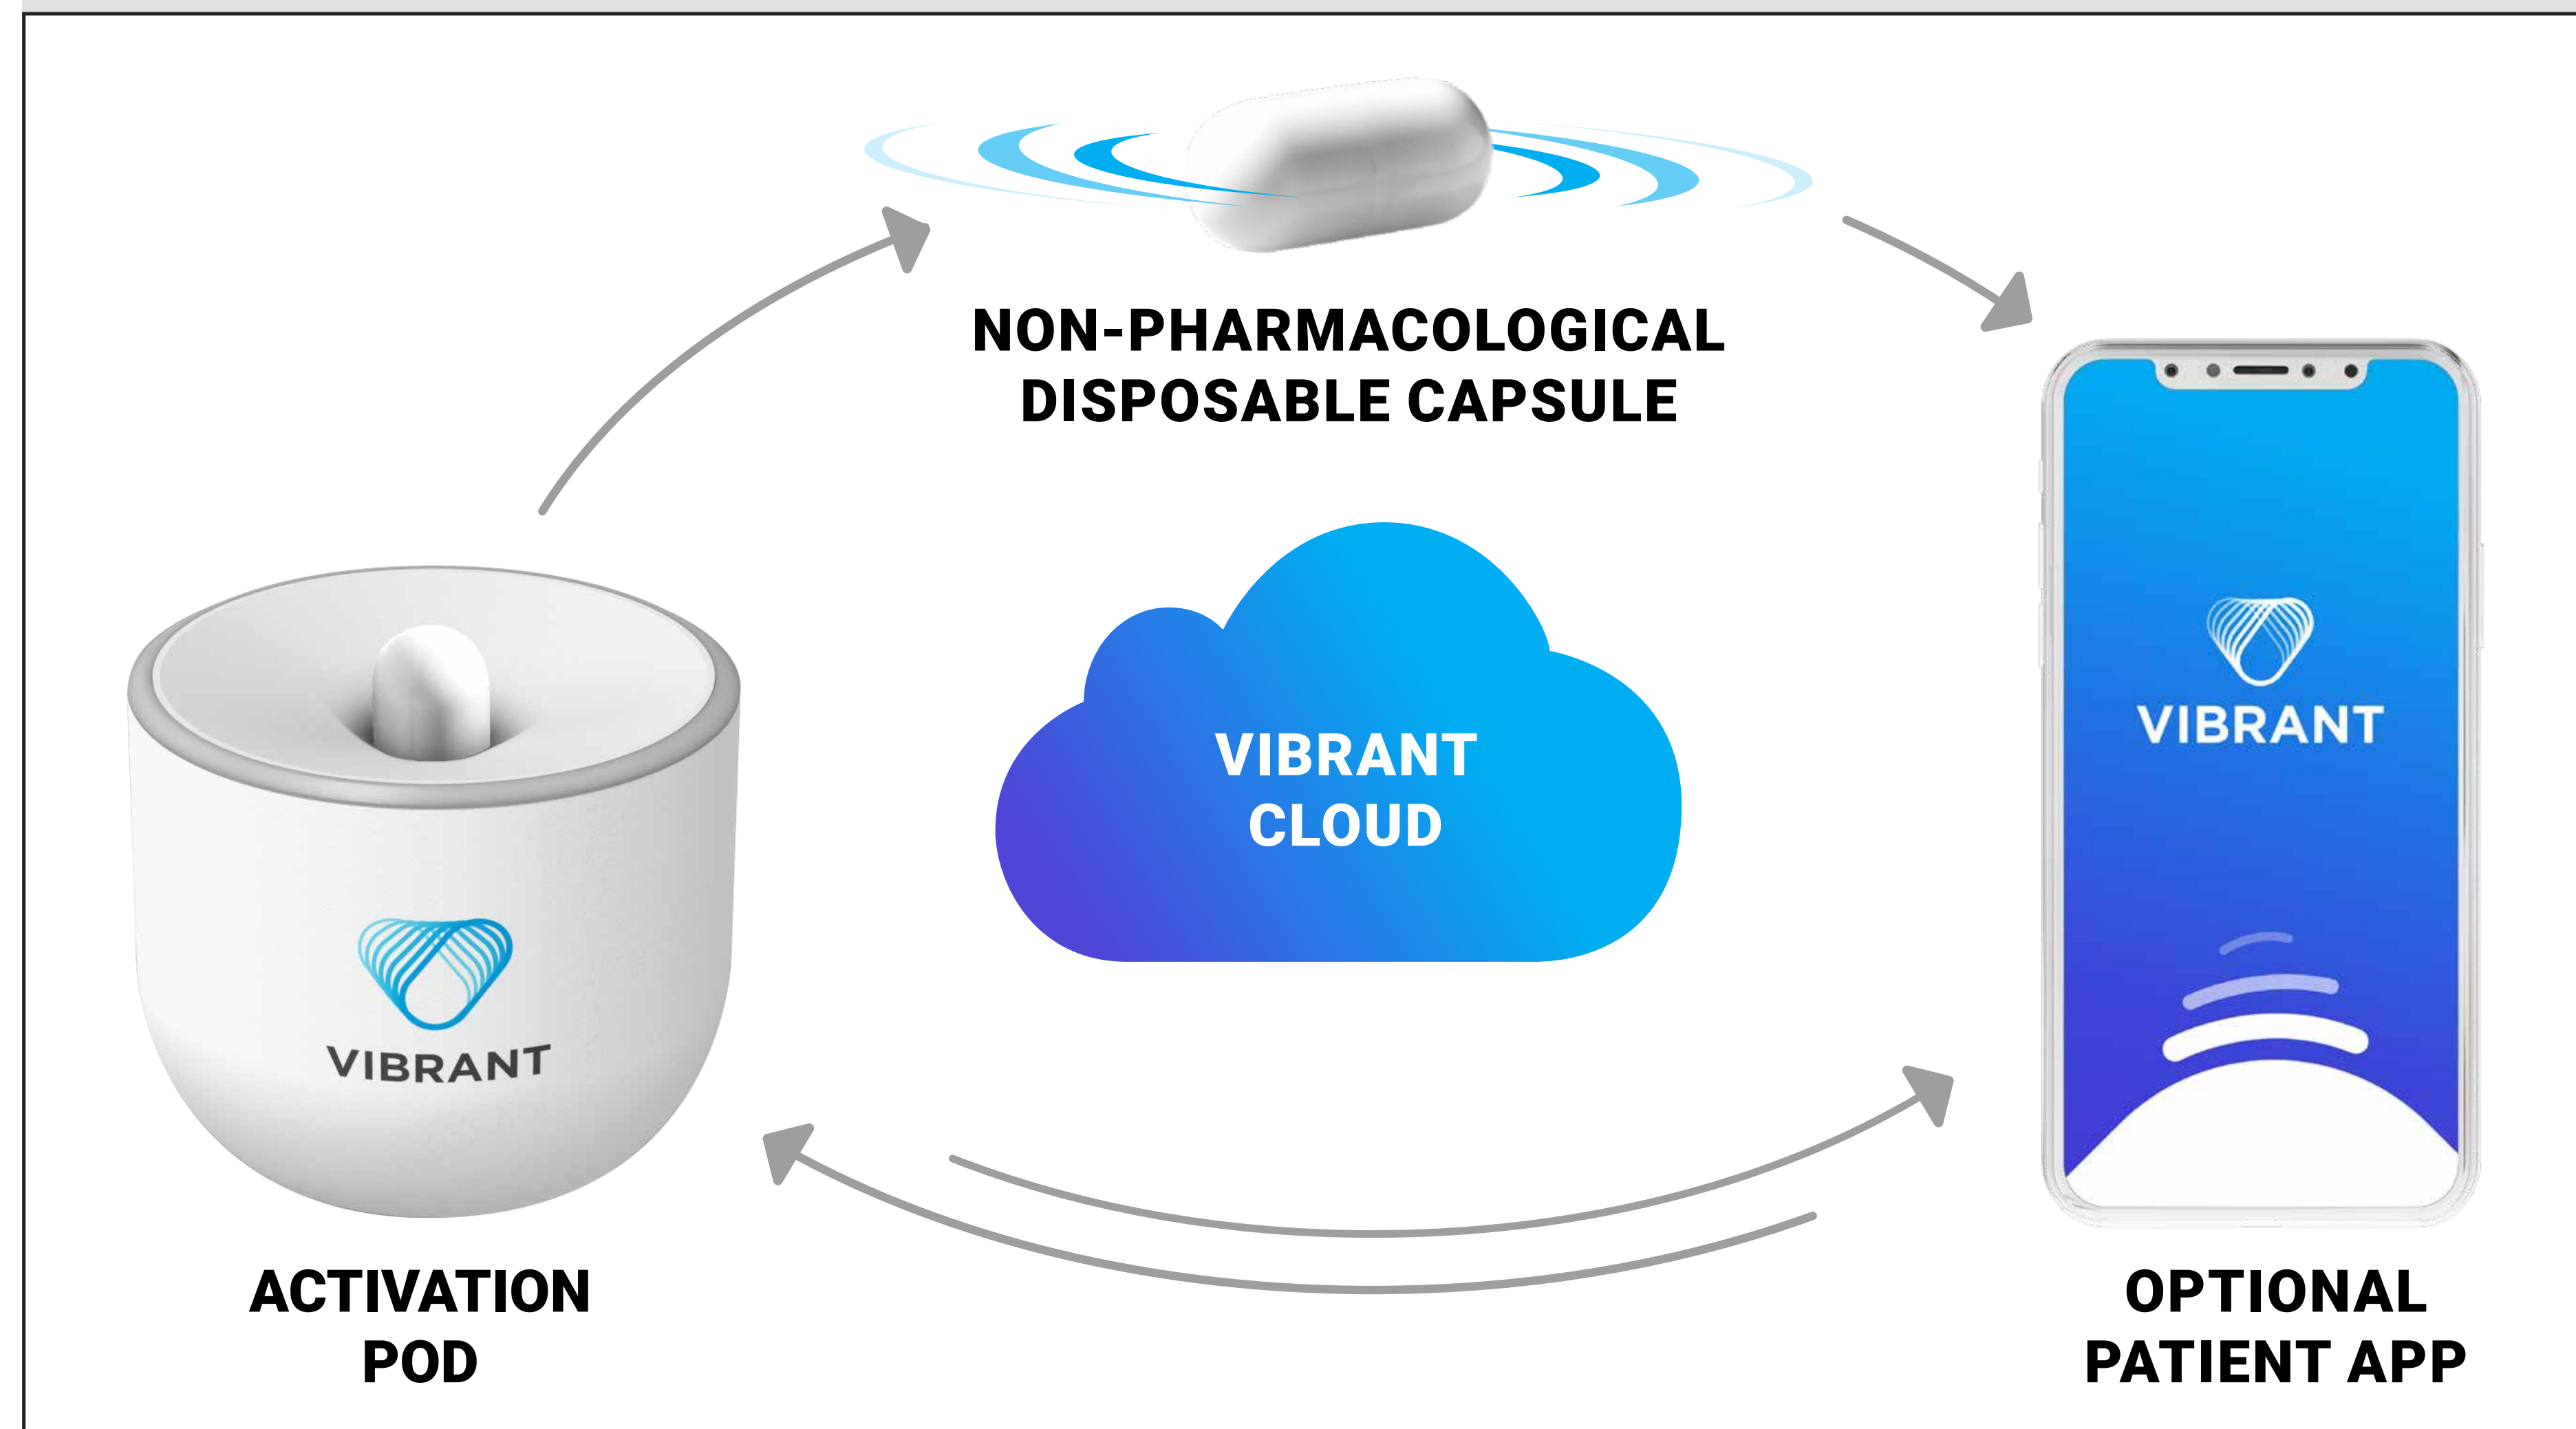 NON-PHARMACOLOGICAL
DISPOSABLE CAPSULE
VIBRANT
CLOUD
VIBRANT
VIBRANT
ACTIVATION
POD
OPTIONAL
PATIENT APP